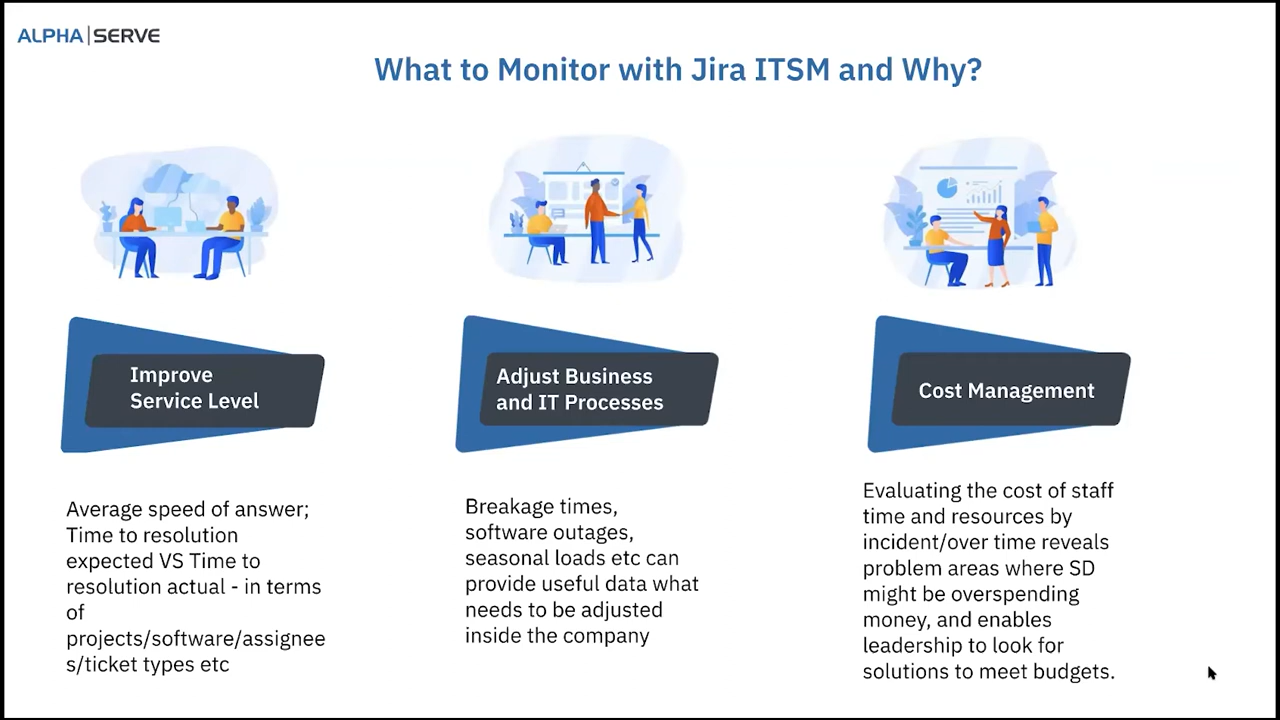 ALPHA|SERVE
What to Monitor with Jira ITSM and Why?
Improve
Service Level
Average speed of answer;
Time to resolution
expected VS Time to
resolution actual - in terms
of
projects/software/assignee
s/ticket types etc
Adjust Business
and IT Processes
Breakage times,
software outages,
seasonal loads etc can
provide useful data what
needs to be adjusted
inside the company
Cost Management
Evaluating the cost of staff
time and resources by
incident/over time reveals
problem areas where SD
might be overspending
money, and enables
leadership to look for
solutions to meet budgets.